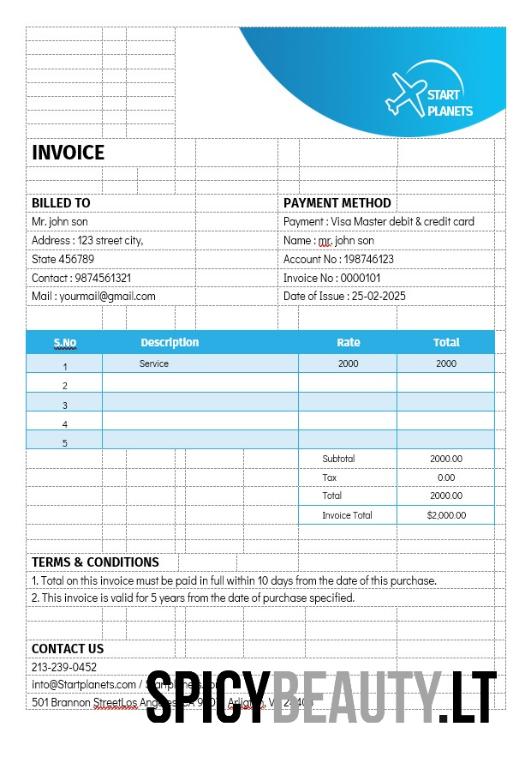 START
PLANETS
INVOICE
BILLED TO
PAYMENT METHOD
Mr. john son
Payment : Visa Master debit & credit card
Address : 123 street city,
Name : mr. john son
State 456789
Account No : 198746123
Contact : 9874561321
Invoice No : 0000101
Mail : yourmail@gmail.com
Date of Issue : 25-02-2025
S.No Description Rate Total
1 Service 2000 2000
2
3
4
5
Subtotal 2000.00
Tax 0.00
Total 2000.00
Invoice Total $2,000.00
TERMS & CONDITIONS
1. Total on this invoice must be paid in full within 10 days from the date of this purchase.
2. This invoice is valid for 5 years from the date of purchase specified.
CONTACT US
213-239-0452
into@Startplanets.com /
501 Brannon StreetLos
SPICYBEAUTY.LT